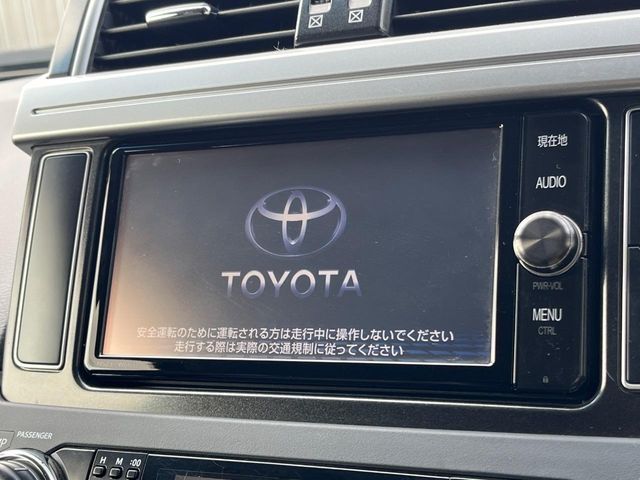 現在地
AUDIO
TOYOTA
PWR-VOL
安全運転のために運転される方は走行中に操作しないでください
走行する際は実際の交通規制に従ってください
MENU
CTRL
PASSENGER
H M :00